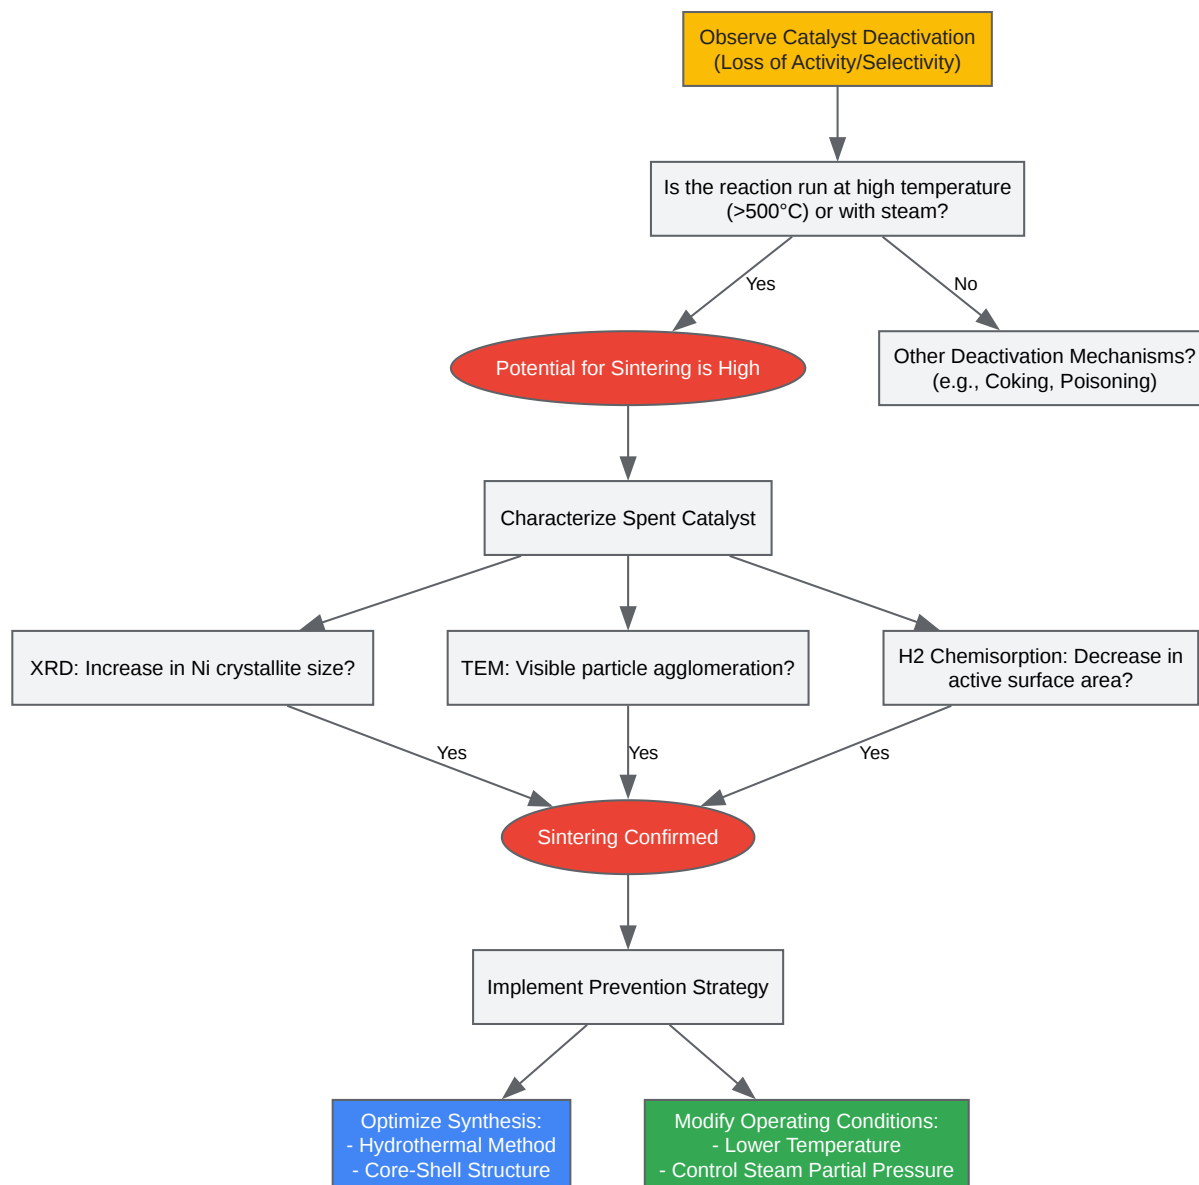 Observe Catalyst Deactivation
(Loss of Activity/Selectivity)
Is the reaction run at high temperature
(>500°C) or with steam?
Yes
No
Potential for Sintering is High
Other Deactivation Mechanisms?
(e.g., Coking, Poisoning)
Characterize Spent Catalyst
XRD: Increase in Ni crystallite size?
TEM: Visible particle agglomeration?
H2 Chemisorption: Decrease in
active surface area?
Yes
Yes
Yes
Sintering Confirmed
Implement Prevention Strategy
Optimize Synthesis:
- Hydrothermal Method
- Core-Shell Structure
Modify Operating Conditions:
- Lower Temperature
- Control Steam Partial Pressure